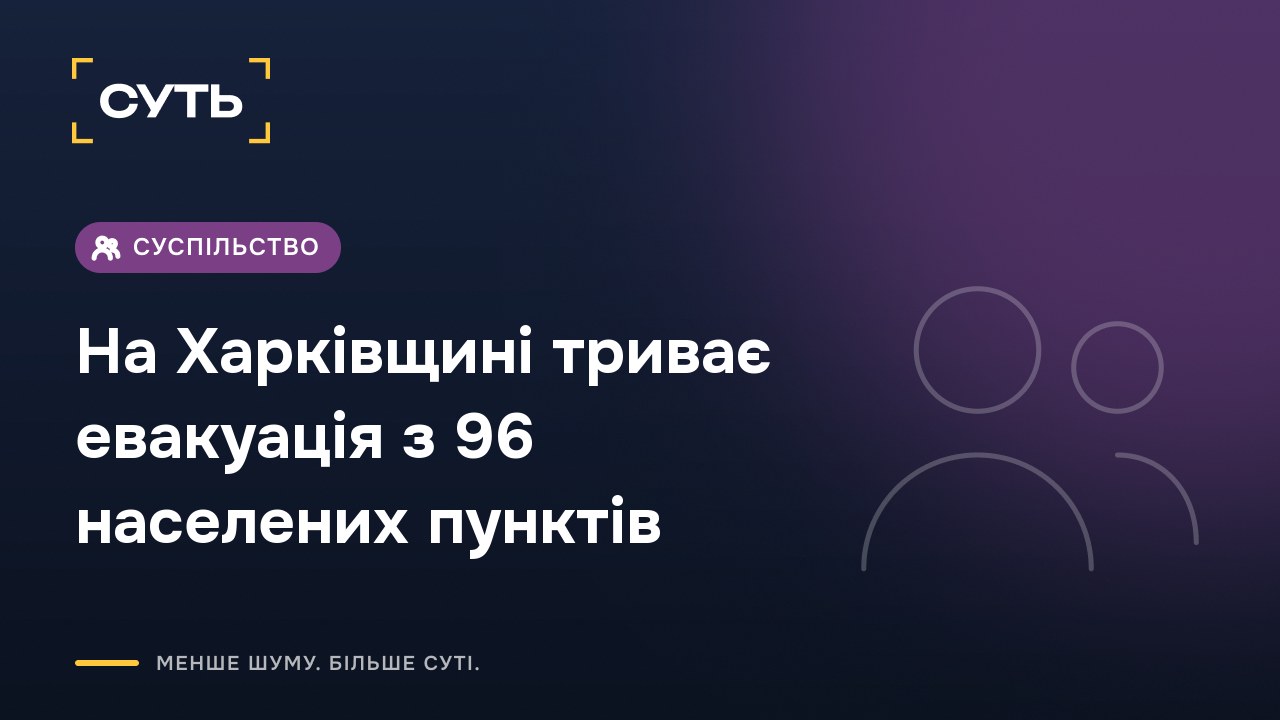 СУТЬ
СУСПІЛЬСТВО
На Харківщині триває
евакуація з 96
населених пунктів
МЕНШЕ ШУМУ. БІЛЬШЕ СУТІ.